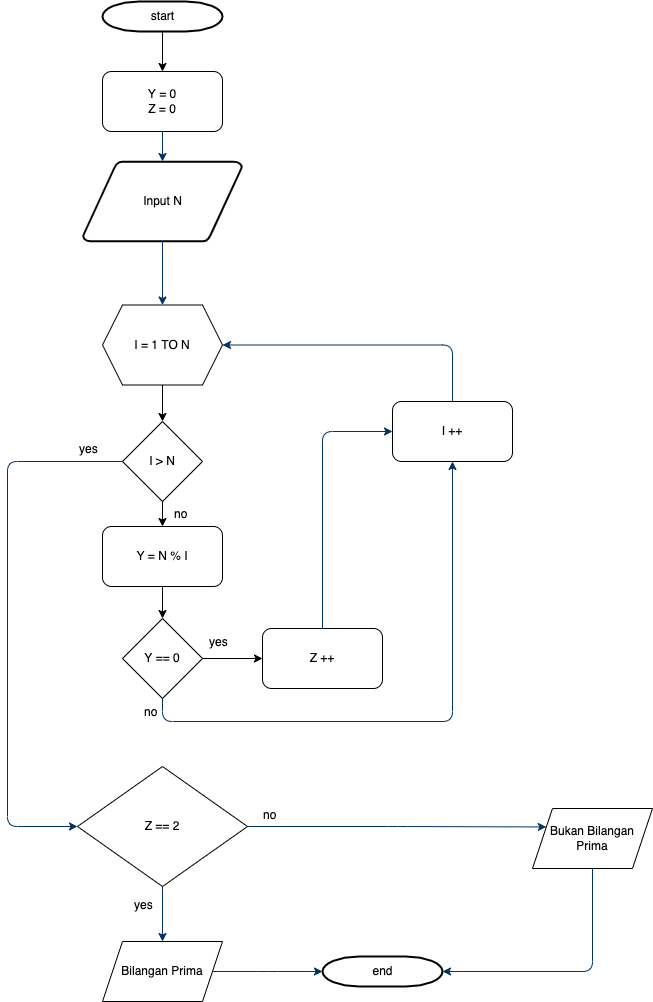 start
Y = 0
Z = 0
Input N
I = 1 TO N
I ++
yes
I > N
no
Y = N % I
yes
Y == 0
Z ++
no
no
Z == 2
Bukan Bilangan
Prima
yes
Bilangan Prima
end